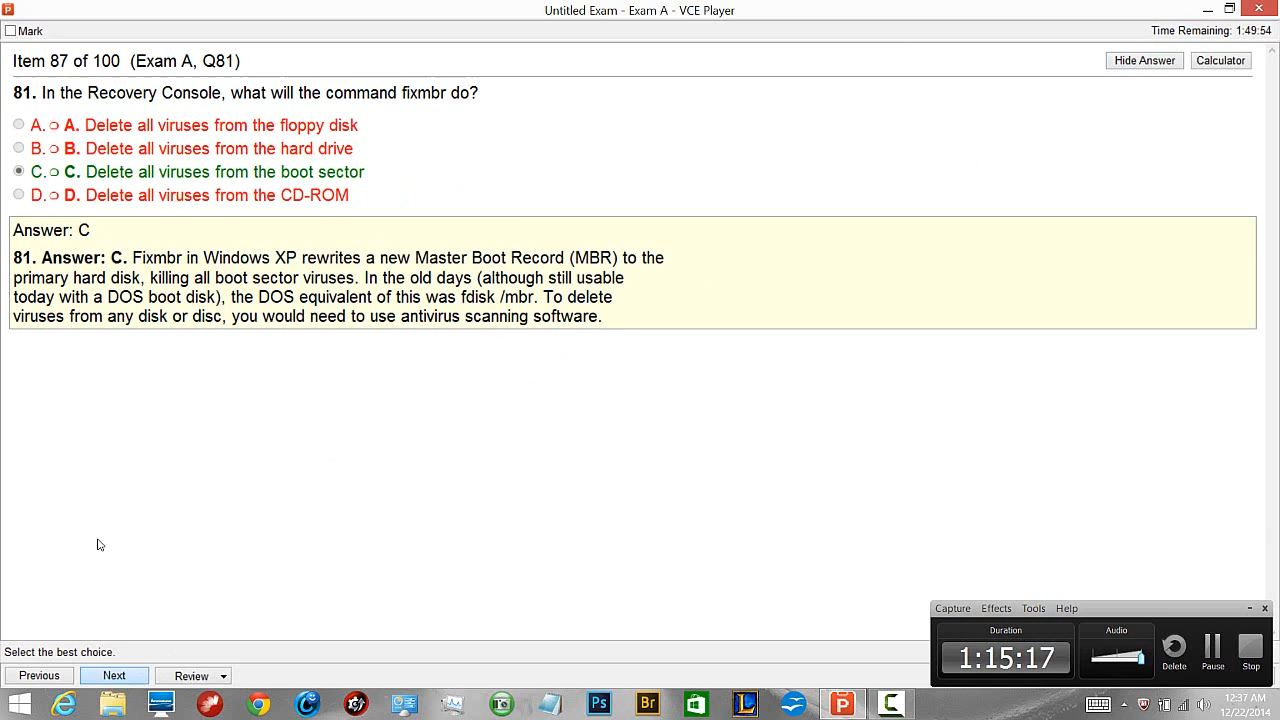 Untitled Exam - Exam A - VCE Player
Mark
Time Remaining: 1:49:54
Item 87 of 100 (Exam A, Q81)
Hide Answer
Calculator
81. In the Recovery Console, what will the command fixmbr do?
A. A. Delete all viruses from the floppy disk
B. B. Delete all viruses from the hard drive
C. C. Delete all viruses from the boot sector
D. D. Delete all viruses from the CD-ROM
Answer: C
81. Answer: C. Fixmbr in Windows XP rewrites a new Master Boot Record (MBR) to the
primary hard disk, killing all boot sector viruses. In the old days (although still usable
today with a DOS boot disk), the DOS equivalent of this was fdisk /mbr. To delete
viruses from any disk or disc, you would need to use antivirus scanning software.
Capture Effects Tools Help
Duration
Audio
1:15:17
Delete
Pause
Stop
Select the best choice.
Previous
Next
Review
Ps
Br
12:37 AM
12/22/2014